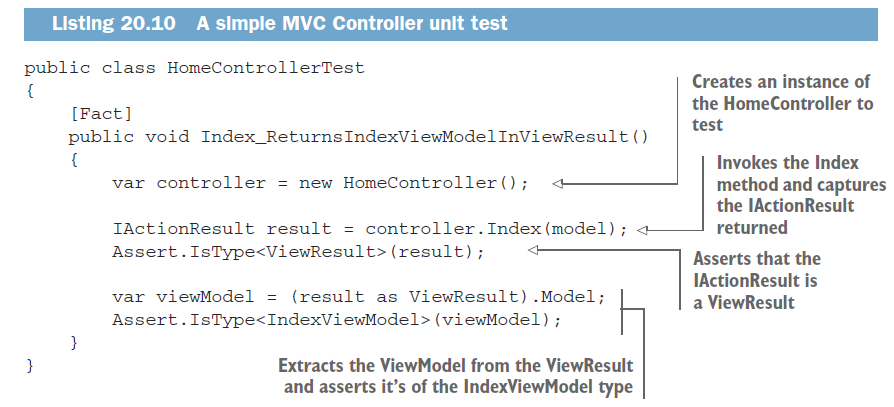 Listing 20.10 A simple MVC Controller unit test
public class HomeControllerTest
{
[Fact]
public void Index_ReturnsIndexViewModelInViewResult()
{
var controller = new HomeController();
IActionResult result = controller.Index(model);
Assert.IsType<ViewResult>(result);
var viewModel = (result as ViewResult).Model;
Assert.IsType<IndexViewModel>(viewModel);
}
}
Creates an instance of
the HomeController to
test
Invokes the Index
method and captures
the IActionResult
returned
Asserts that the
IActionResult is
a ViewResult
Extracts the ViewModel from the ViewResult
and asserts it's of the IndexViewModel type